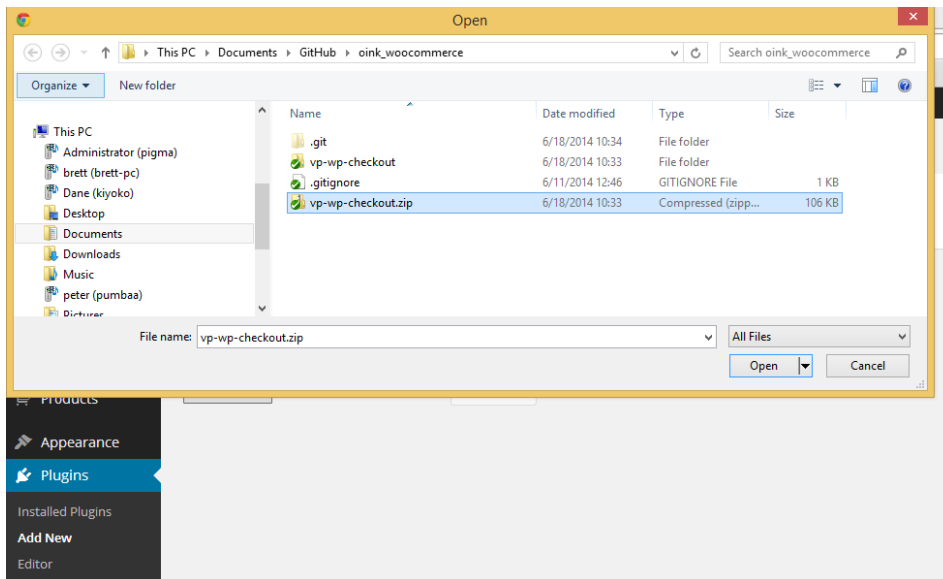 Open
This PC Documents GitHub oink_woocommerce Search oink_woocommerce
Organize New folder
Name Date modified Type Size
This PC
Administrator (pigma)
brett (brett-pc)
Dane (kiyoko)
Desktop
Documents
Downloads
Music
peter (pumbaa)
Pictures
.git 6/18/2014 10:34 File folder
vp-wp-checkout 6/18/2014 10:33 File folder
.gitignore 6/11/2014 12:46 GITIGNORE File 1 KB
vp-wp-checkout.zip 6/18/2014 10:33 Compressed (zipp... 106 KB
File name: vp-wp-checkout.zip All Files
Open Cancel
Products
Appearance
Plugins
Installed Plugins
Add New
Editor